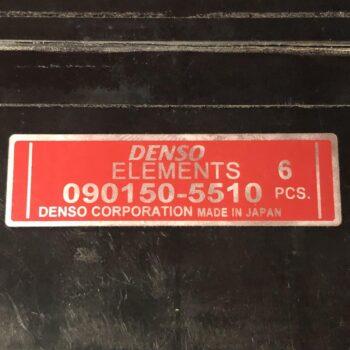 DENSO
ELEMENTS 6
090150-5510 PCS.
DENSO CORPORATION MADE IN JAPAN